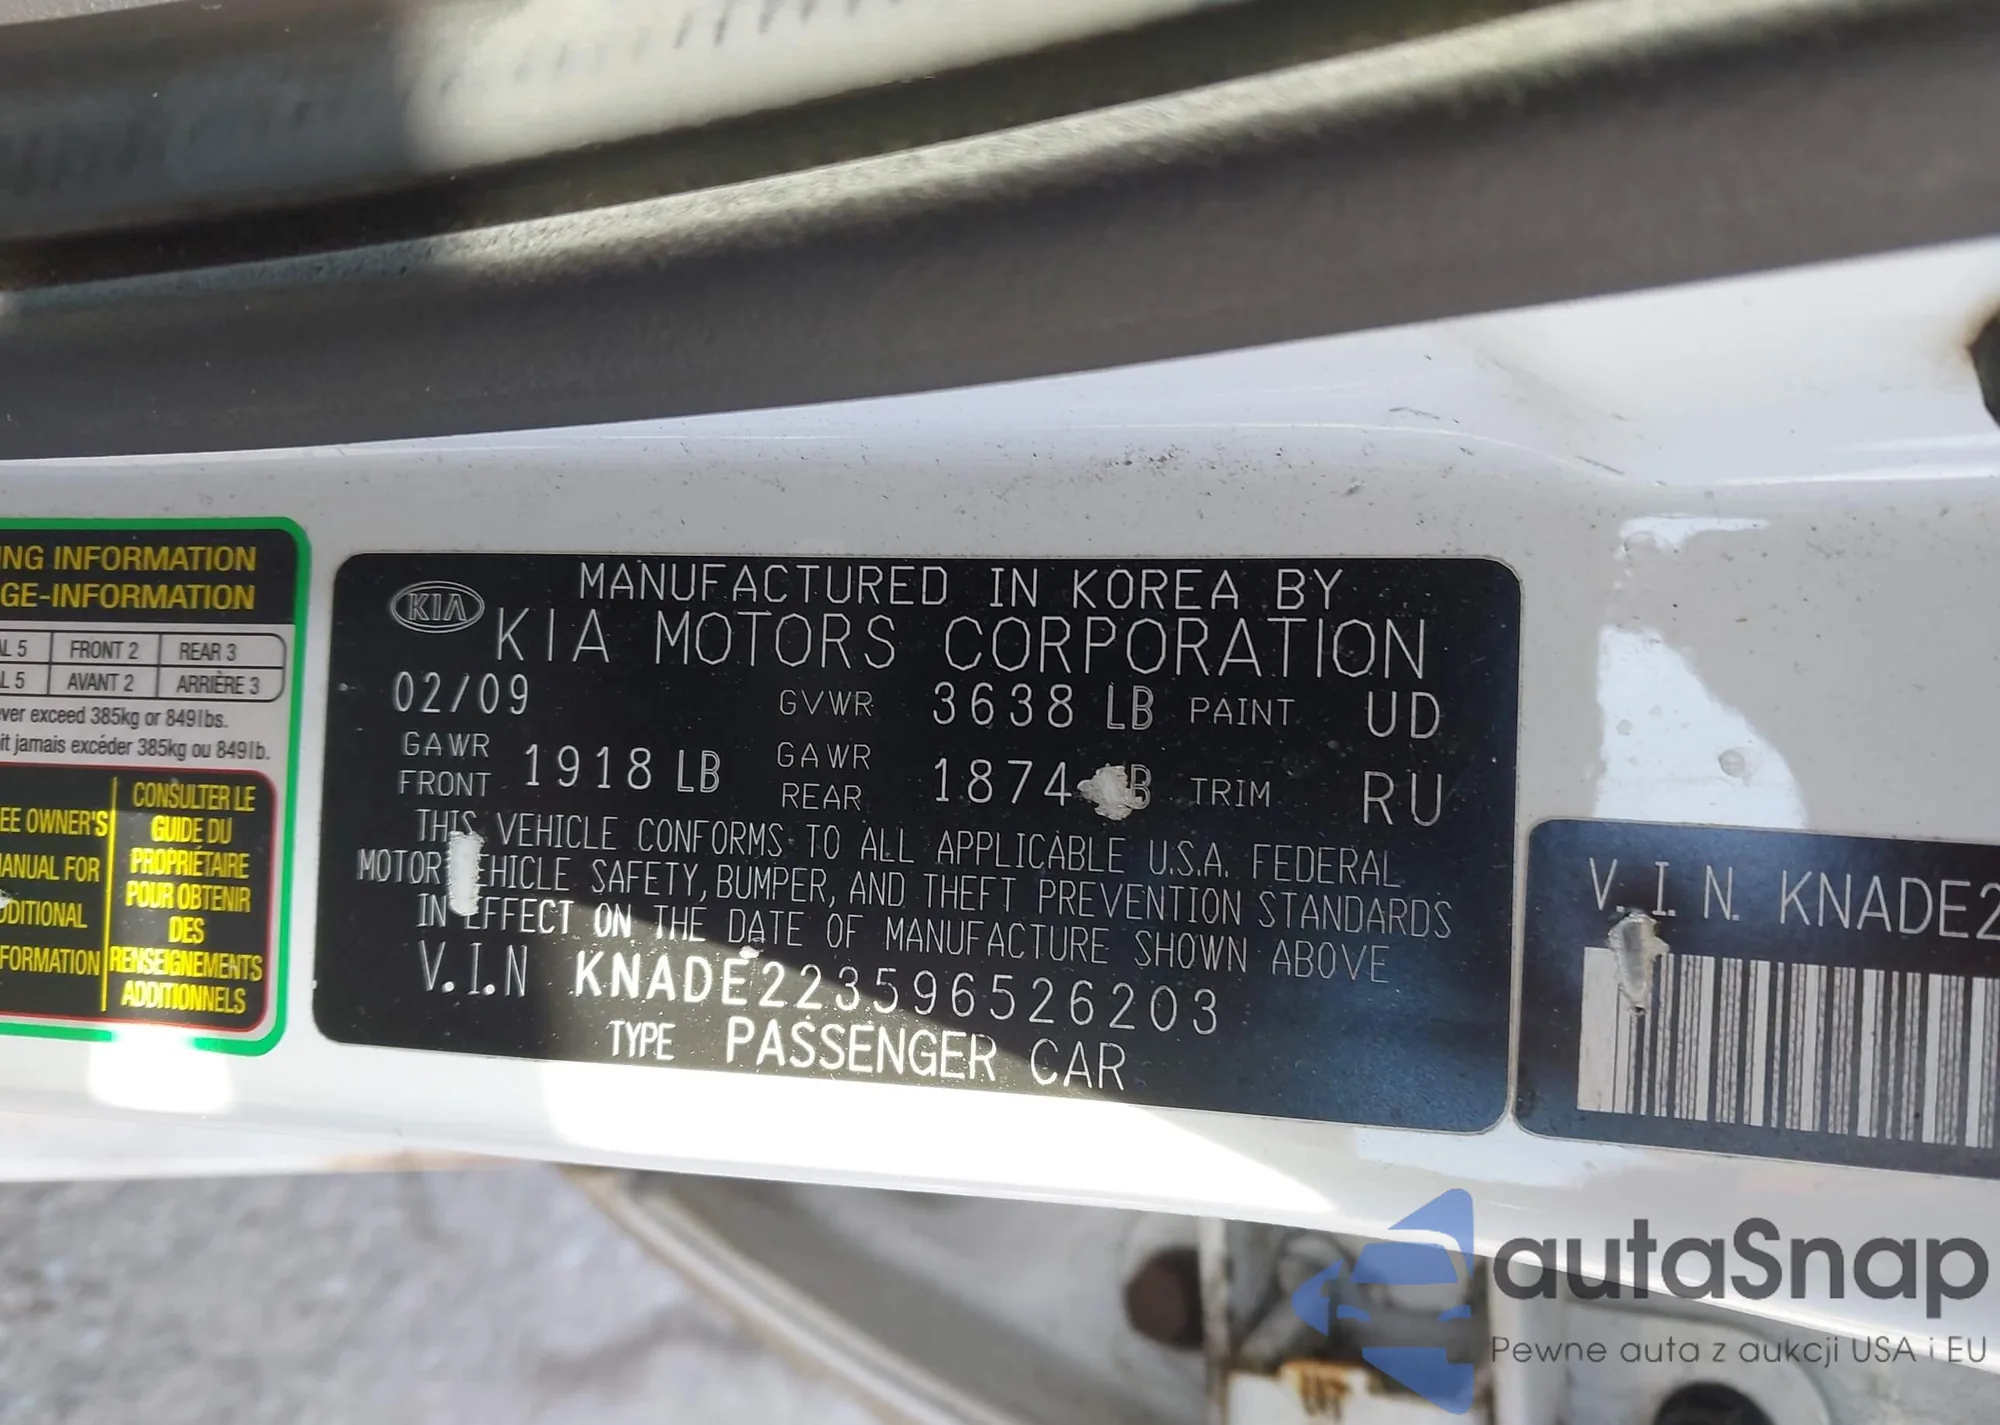 NG INFORMATION
GE-INFORMATION
AL 5 FRONT 2 REAR 3
L 5 AVANT 2 ARRIÈRE 3
ver exceed 385kg or 849lbs.
it jamais excéder 385kg ou 849lb.
EE OWNER'S
MANUAL FOR
DDITIONAL
FORMATION
CONSULTER LE
GUIDE DU
PROPRIÉTAIRE
POUR OBTENIR
DES
RENSEIGNEMENTS
ADDITIONNELS
KIA
MANUFACTURED IN KOREA BY
KIA MOTORS CORPORATION
02/09 GVWR 3638 LB PAINT UD
GAWR FRONT 1918 LB GAWR REAR 1874 LB TRIM RU
THIS VEHICLE CONFORMS TO ALL APPLICABLE U.S.A. FEDERAL
MOTOR VEHICLE SAFETY, BUMPER, AND THEFT PREVENTION STANDARDS
IN EFFECT ON THE DATE OF MANUFACTURE SHOWN ABOVE
V.I.N KNADE223596526203
TYPE PASSENGER CAR
V.I.N. KNADE2
autaSnap
Pewne auta z aukcji USA i EU